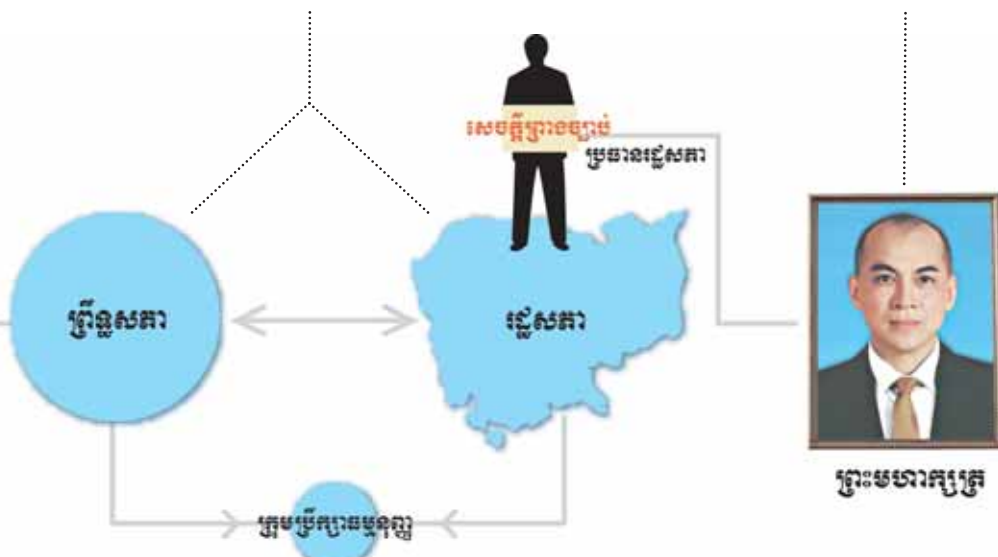 សេចក្តីព្រាងច្បាប់
ប្រធានរដ្ឋសភា
ព្រឹទ្ធសភា
រដ្ឋសភា
ព្រះមហាក្សត្រ
ក្រុមប្រឹក្សាធម្មនុញ្ញ